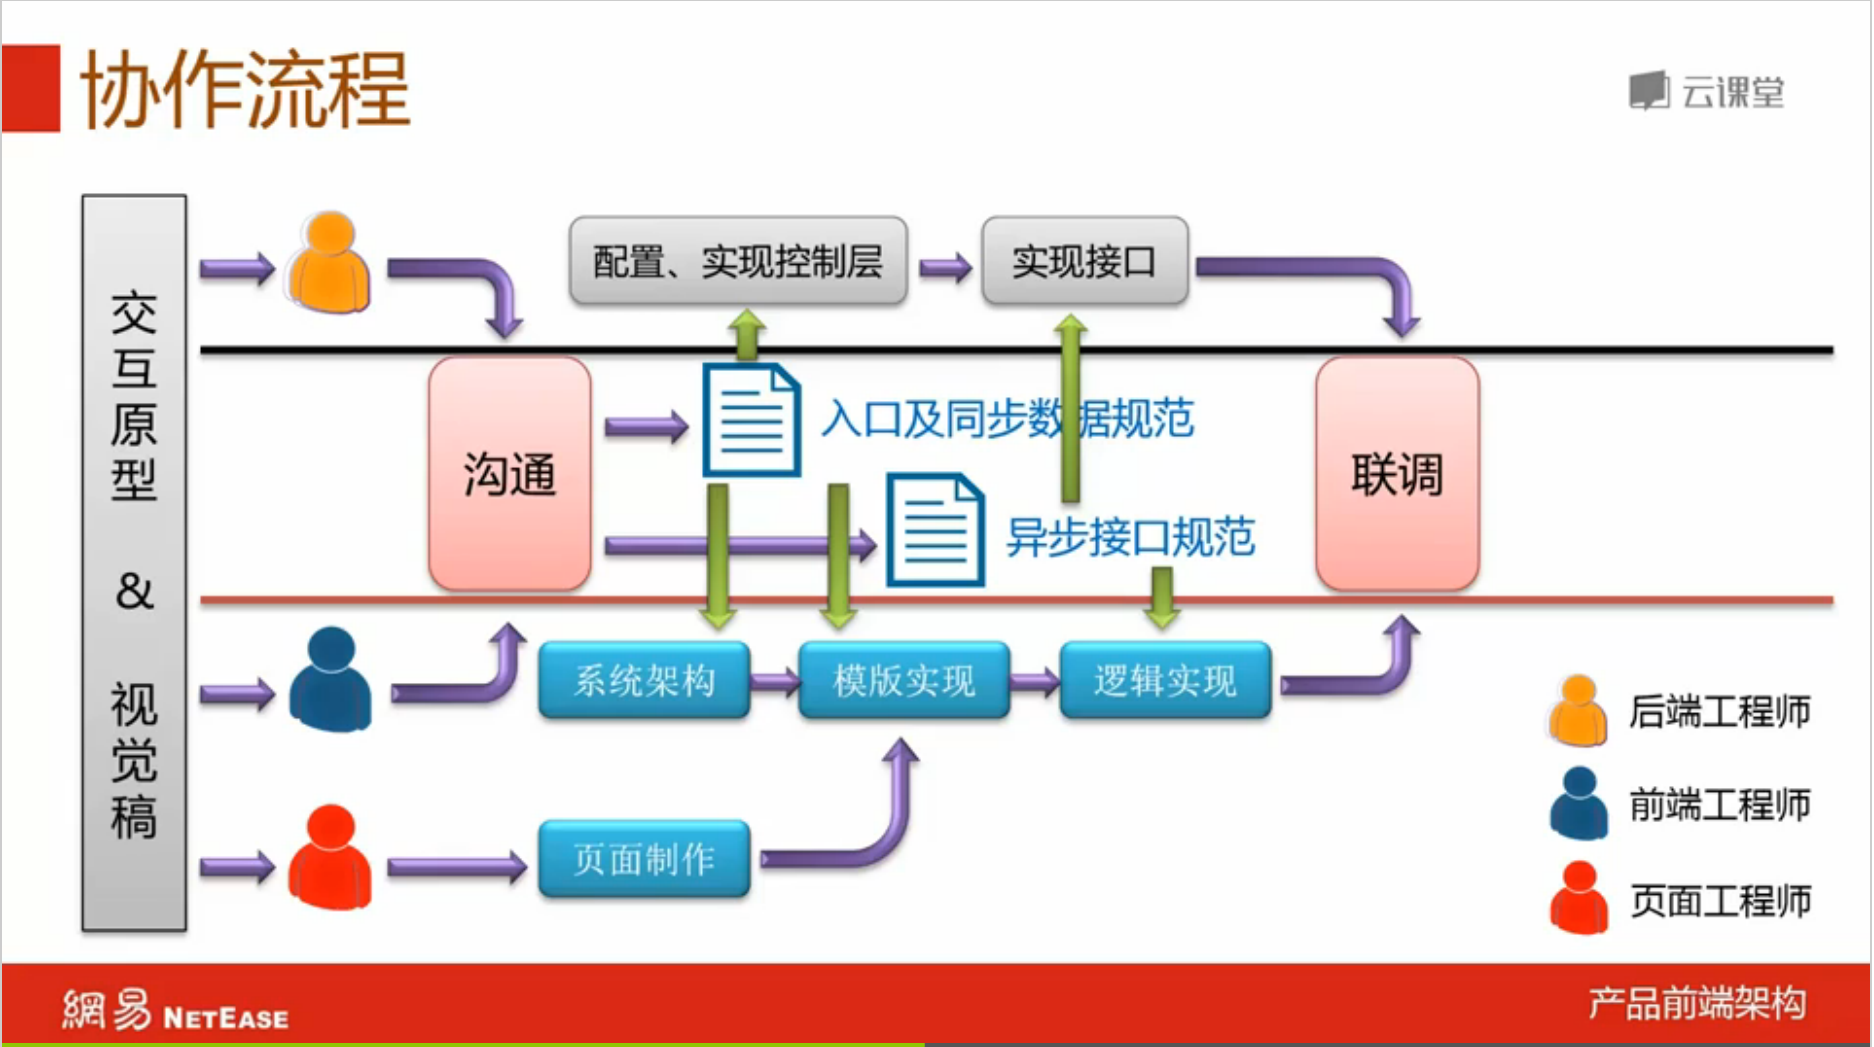 协作流程
云课堂
交互原型 & 视觉稿
配置、实现控制层
实现接口
沟通
入口及同步数据规范
异步接口规范
联调
系统架构
模版实现
逻辑实现
页面制作
后端工程师
前端工程师
页面工程师
網易 NETEASE
产品前端架构